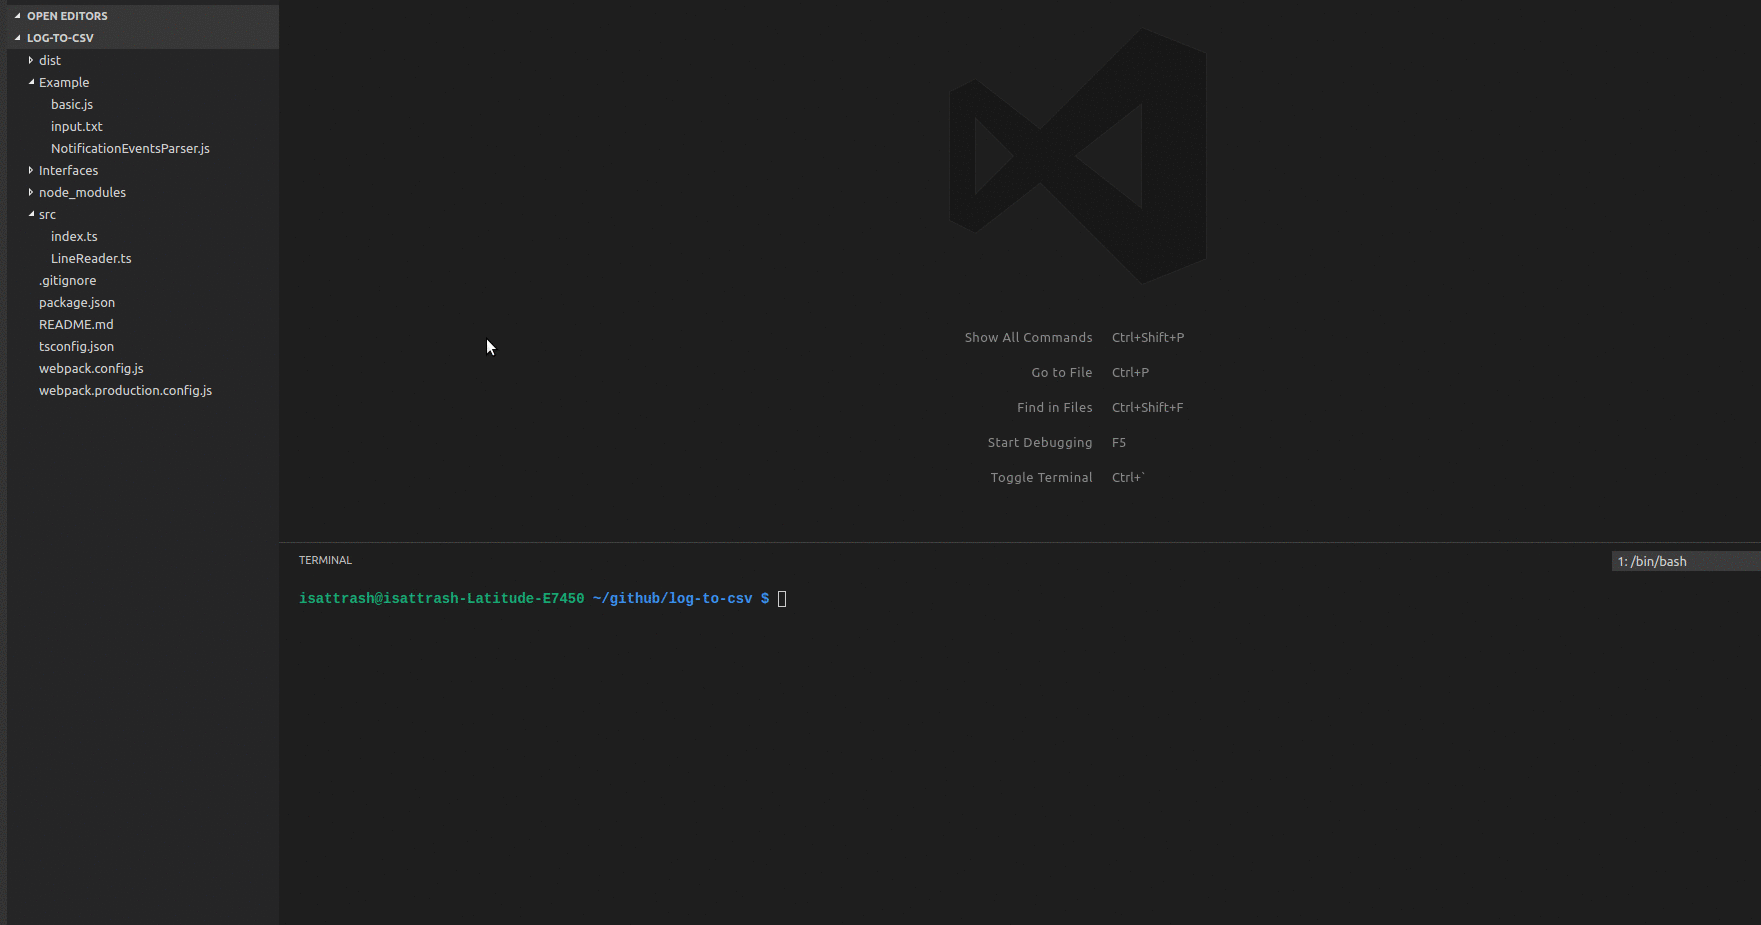 OPEN EDITORS
LOG-TO-CSV
dist
Example
basic.js
input.txt
NotificationEventsParser.js
Interfaces
node_modules
src
index.ts
LineReader.ts
.gitignore
package.json
README.md
tsconfig.json
webpack.config.js
webpack.production.config.js
Show All Commands Ctrl+Shift+P
Go to File Ctrl+P
Find in Files Ctrl+Shift+F
Start Debugging F5
Toggle Terminal Ctrl+`
TERMINAL
1: /bin/bash
isattrash@isattrash-Latitude-E7450 ~/github/log-to-csv $